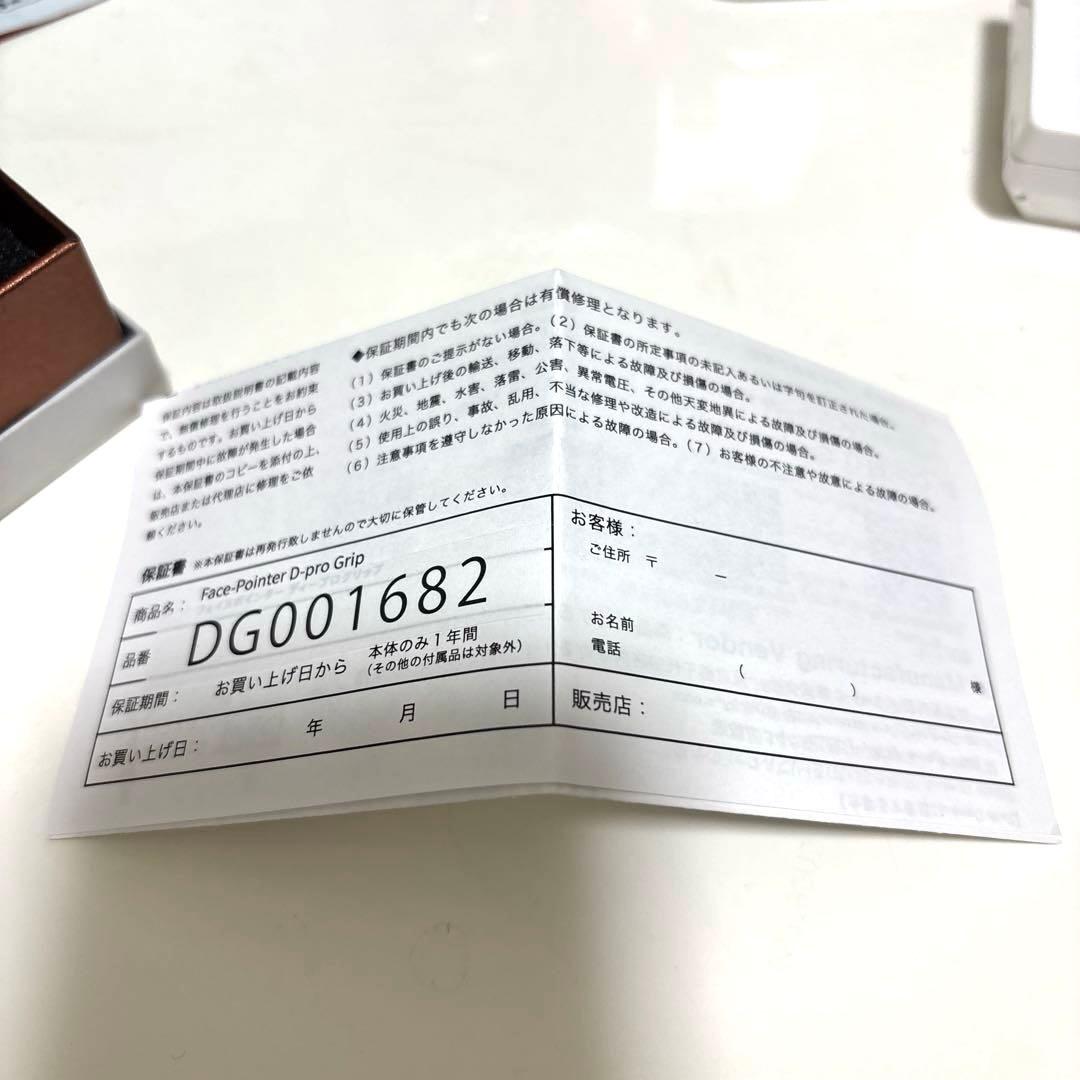 保証内容は取扱説明書の記載内容
で、無償修理を行うことをお約束
するものです。お買い上げ日から
保証期間中に故障が発生した場合
は、本保証書のコピーを添付の上、
販売店または代理店に修理をご依
頼ください。
◆保証期間内でも次の場合は有償修理となります。
(1) 保証書のご提示がない場合。(2) 保証書の所定事項の未記入あるいは字句を訂正された場合。
(3) お買い上げ後の輸送、移動、落下等による故障及び損傷の場合。
(4) 火災、地震、水害、落雷、公害、異常電圧、その他天変地異による故障及び損傷の場合。
(5) 使用上の誤り、事故、乱用、不当な修理や改造による故障及び損傷の場合。
(6) 注意事項を遵守しなかった原因による故障の場合。(7) お客様の不注意や故意による故障の場合。
保証書 ※本保証書は再発行致しませんので大切に保管してください。
商品名： Face-Pointer D-pro Grip
品番 DG001682
保証期間： お買い上げ日から 本体のみ1年間
(その他の付属品は対象外)
お買い上げ日： 年 月 日
お客様：
ご住所 〒 －
お名前
様
電話 ( )
販売店：